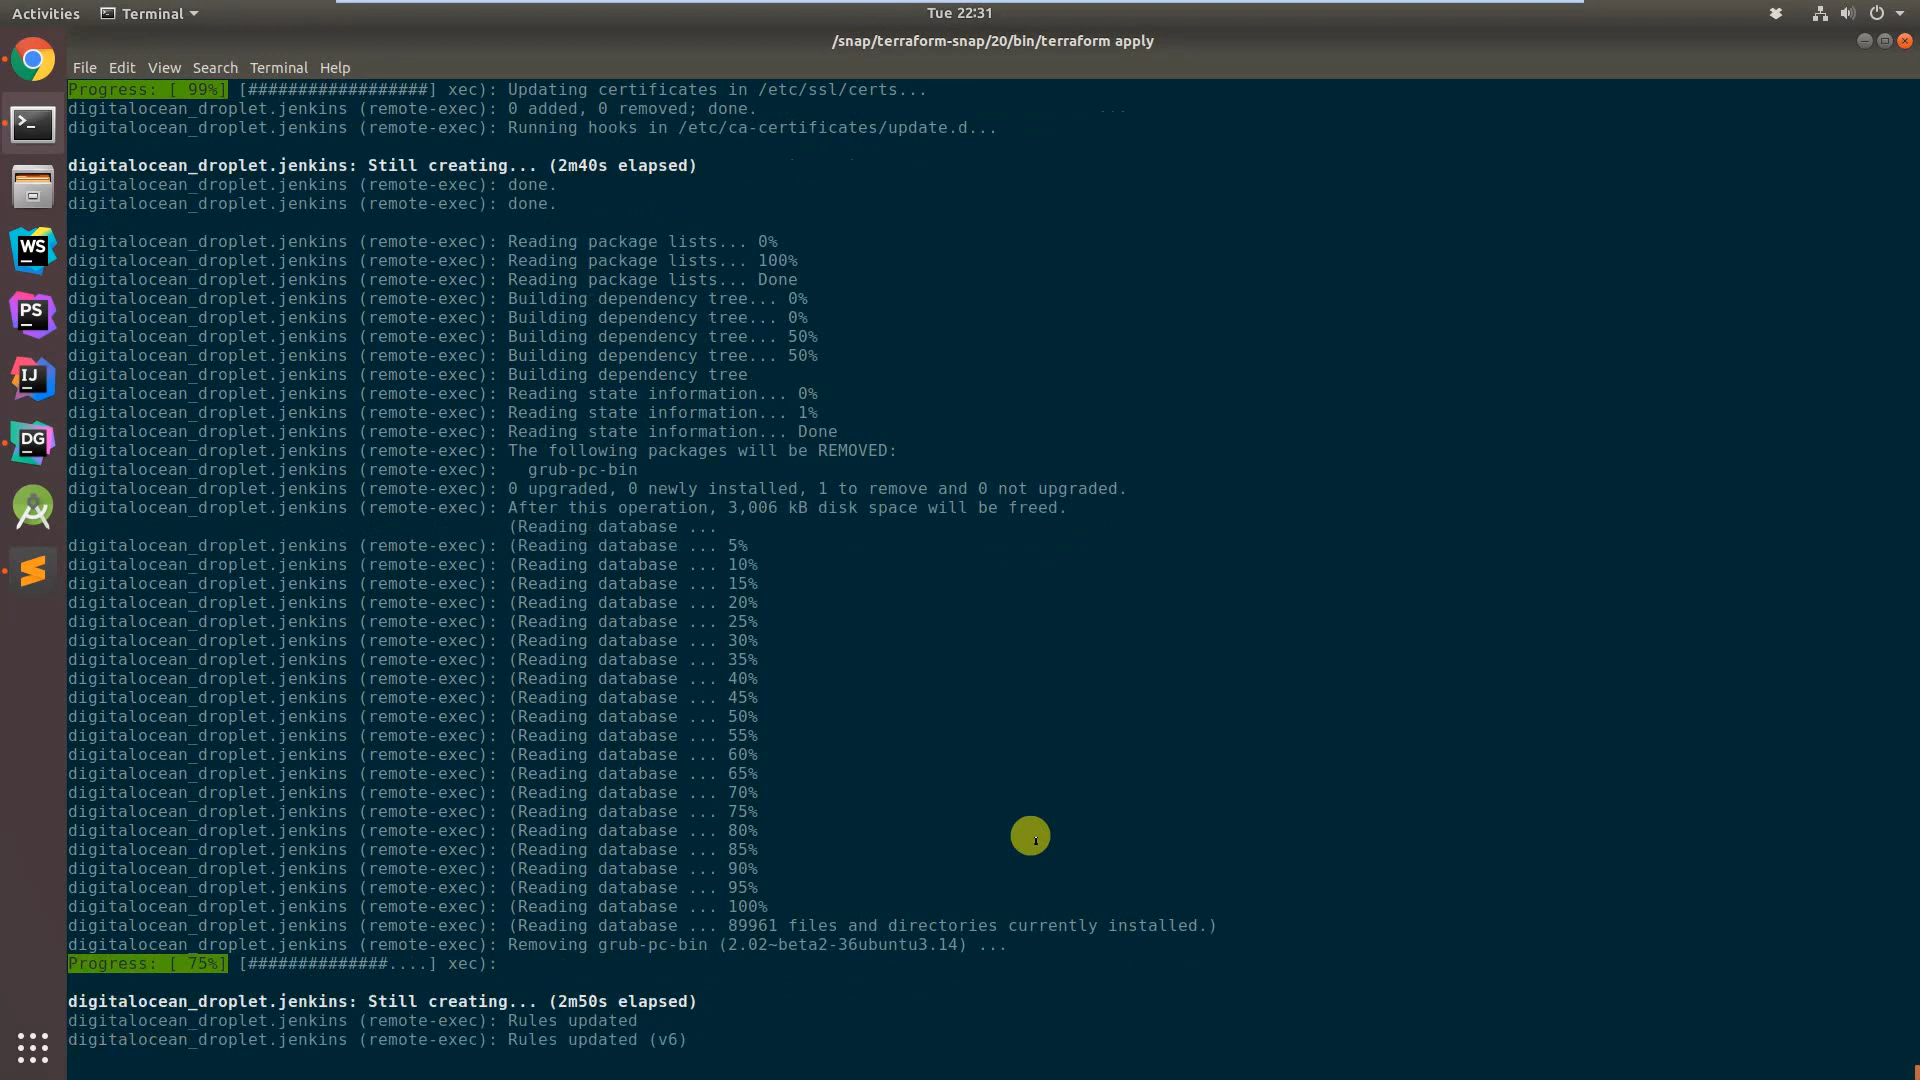 Activities Terminal Tue 22:31
/snap/terraform-snap/20/bin/terraform apply
File Edit View Search Terminal Help
Progress: [ 99%] [##################] xec): Updating certificates in /etc/ssl/certs...
digitalocean_droplet.jenkins (remote-exec): 0 added, 0 removed; done.
digitalocean_droplet.jenkins (remote-exec): Running hooks in /etc/ca-certificates/update.d...
digitalocean_droplet.jenkins: Still creating... (2m40s elapsed)
digitalocean_droplet.jenkins (remote-exec): done.
digitalocean_droplet.jenkins (remote-exec): done.
digitalocean_droplet.jenkins (remote-exec): Reading package lists... 0%
digitalocean_droplet.jenkins (remote-exec): Reading package lists... 100%
digitalocean_droplet.jenkins (remote-exec): Reading package lists... Done
digitalocean_droplet.jenkins (remote-exec): Building dependency tree... 0%
digitalocean_droplet.jenkins (remote-exec): Building dependency tree... 0%
digitalocean_droplet.jenkins (remote-exec): Building dependency tree... 50%
digitalocean_droplet.jenkins (remote-exec): Building dependency tree... 50%
digitalocean_droplet.jenkins (remote-exec): Building dependency tree
digitalocean_droplet.jenkins (remote-exec): Reading state information... 0%
digitalocean_droplet.jenkins (remote-exec): Reading state information... 1%
digitalocean_droplet.jenkins (remote-exec): Reading state information... Done
digitalocean_droplet.jenkins (remote-exec): The following packages will be REMOVED:
digitalocean_droplet.jenkins (remote-exec):   grub-pc-bin
digitalocean_droplet.jenkins (remote-exec): 0 upgraded, 0 newly installed, 1 to remove and 0 not upgraded.
digitalocean_droplet.jenkins (remote-exec): After this operation, 3,006 kB disk space will be freed.
(Reading database ...
digitalocean_droplet.jenkins (remote-exec): (Reading database ... 5%
digitalocean_droplet.jenkins (remote-exec): (Reading database ... 10%
digitalocean_droplet.jenkins (remote-exec): (Reading database ... 15%
digitalocean_droplet.jenkins (remote-exec): (Reading database ... 20%
digitalocean_droplet.jenkins (remote-exec): (Reading database ... 25%
digitalocean_droplet.jenkins (remote-exec): (Reading database ... 30%
digitalocean_droplet.jenkins (remote-exec): (Reading database ... 35%
digitalocean_droplet.jenkins (remote-exec): (Reading database ... 40%
digitalocean_droplet.jenkins (remote-exec): (Reading database ... 45%
digitalocean_droplet.jenkins (remote-exec): (Reading database ... 50%
digitalocean_droplet.jenkins (remote-exec): (Reading database ... 55%
digitalocean_droplet.jenkins (remote-exec): (Reading database ... 60%
digitalocean_droplet.jenkins (remote-exec): (Reading database ... 65%
digitalocean_droplet.jenkins (remote-exec): (Reading database ... 70%
digitalocean_droplet.jenkins (remote-exec): (Reading database ... 75%
digitalocean_droplet.jenkins (remote-exec): (Reading database ... 80%
digitalocean_droplet.jenkins (remote-exec): (Reading database ... 85%
digitalocean_droplet.jenkins (remote-exec): (Reading database ... 90%
digitalocean_droplet.jenkins (remote-exec): (Reading database ... 95%
digitalocean_droplet.jenkins (remote-exec): (Reading database ... 100%
digitalocean_droplet.jenkins (remote-exec): (Reading database ... 89961 files and directories currently installed.)
digitalocean_droplet.jenkins (remote-exec): Removing grub-pc-bin (2.02~beta2-36ubuntu3.14) ...
Progress: [ 75%] [##############....] xec):
digitalocean_droplet.jenkins: Still creating... (2m50s elapsed)
digitalocean_droplet.jenkins (remote-exec): Rules updated
digitalocean_droplet.jenkins (remote-exec): Rules updated (v6)
WS
PS
IJ
DG